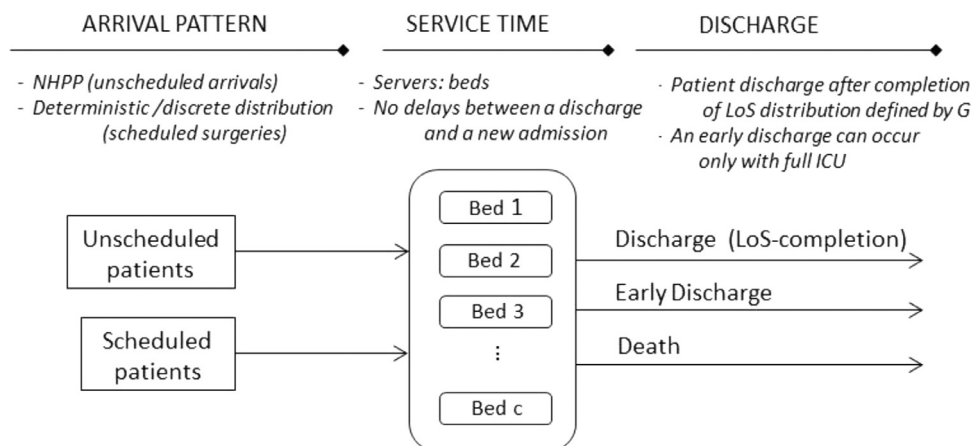 ARRIVAL PATTERN
SERVICE TIME
DISCHARGE
- NHPP (unscheduled arrivals)
- Deterministic /discrete distribution
(scheduled surgeries)
- Servers: beds
- No delays between a discharge
and a new admission
· Patient discharge after completion
of LoS distribution defined by G
· An early discharge can occur
only with full ICU
Unscheduled
patients
Scheduled
patients
Bed 1
Bed 2
Bed 3
⋮
Bed c
Discharge (LoS-completion)
Early Discharge
Death